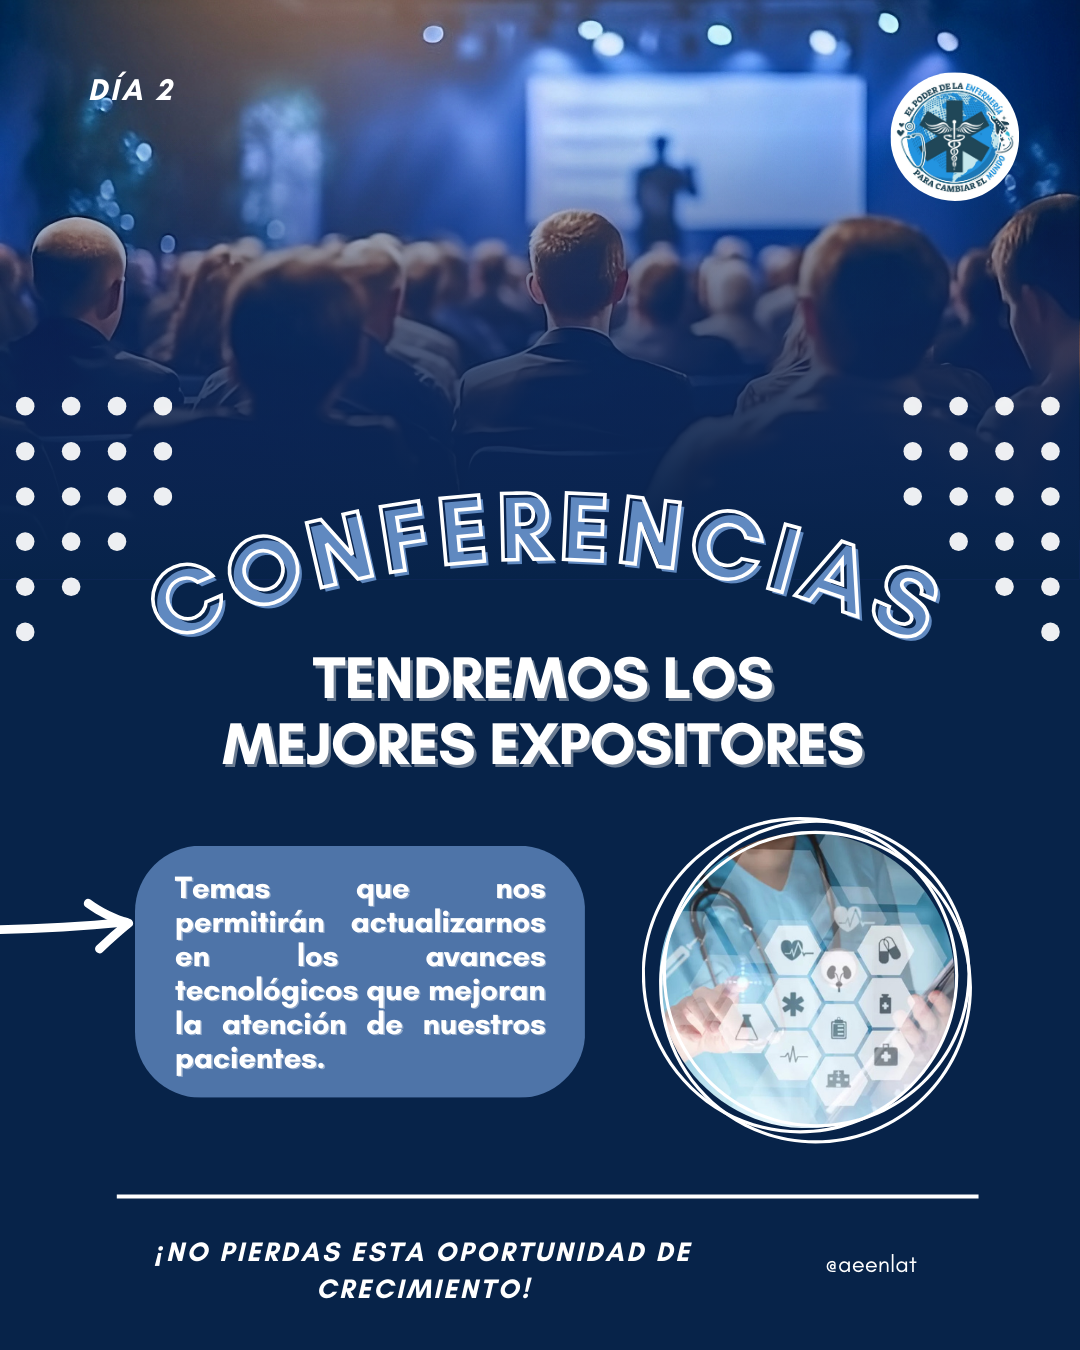 DÍA 2
EL PODER DE LA ENFERMERÍA
PARA CAMBIAR EL MUNDO
CONFERENCIAS
TENDREMOS LOS
MEJORES EXPOSITORES
Temas que nos
permitirán actualizarnos
en los avances
tecnológicos que mejoran
la atención de nuestros
pacientes.
¡NO PIERDAS ESTA OPORTUNIDAD DE
CRECIMIENTO!
@aeenlat